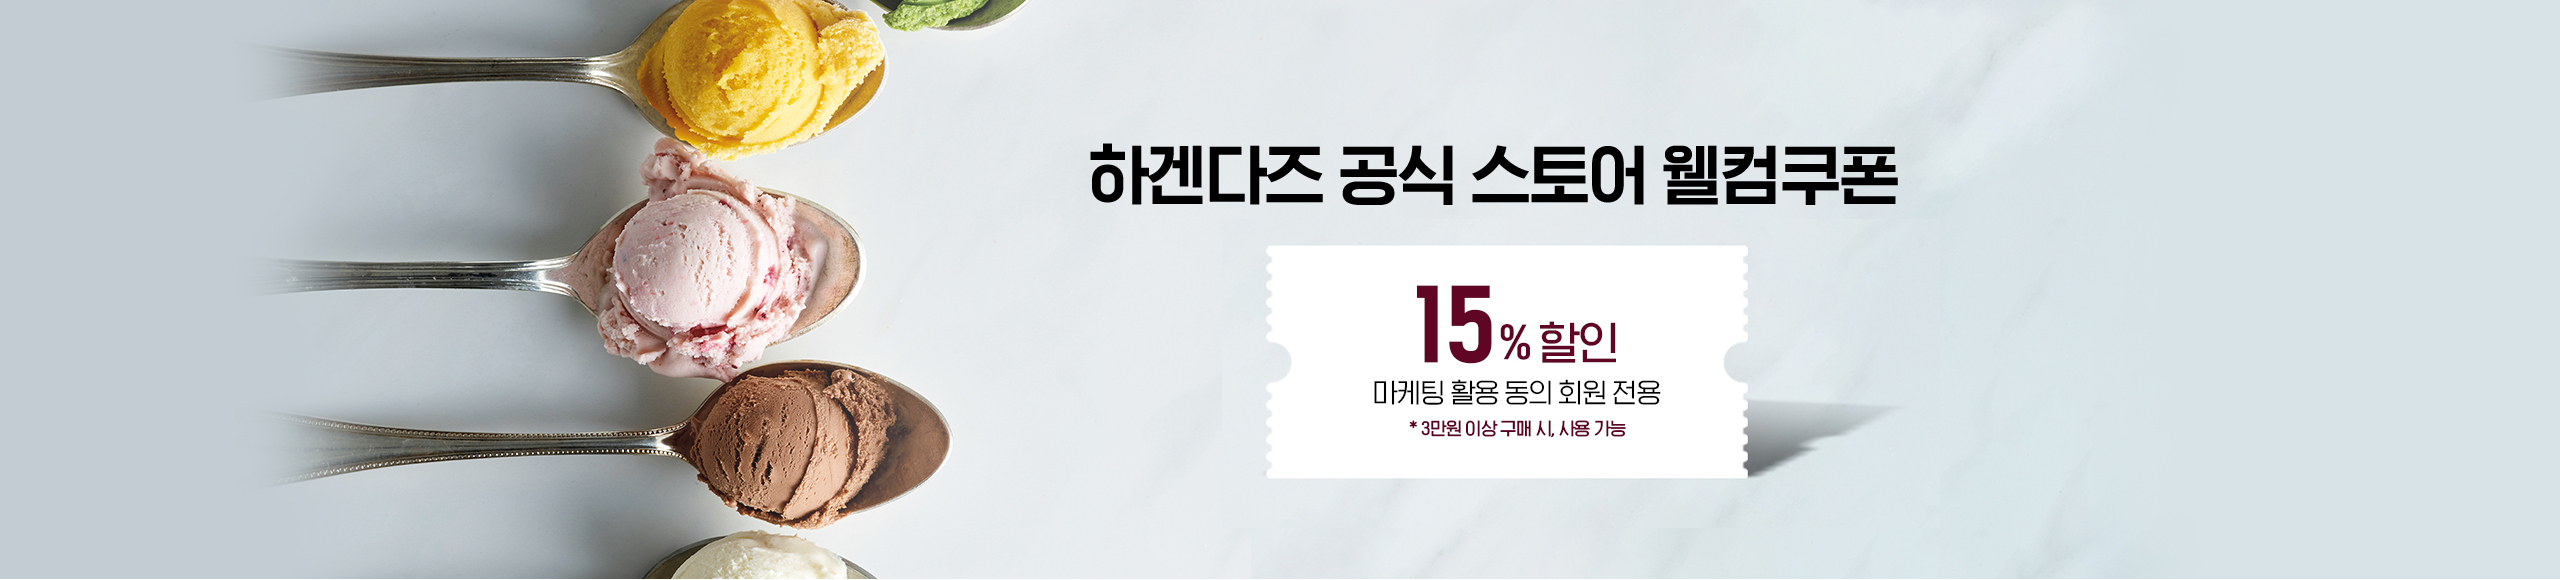 하겐다즈 공식 스토어 웰컴쿠폰
15% 할인
마케팅 활용 동의 회원 전용
* 3만원 이상 구매 시, 사용 가능